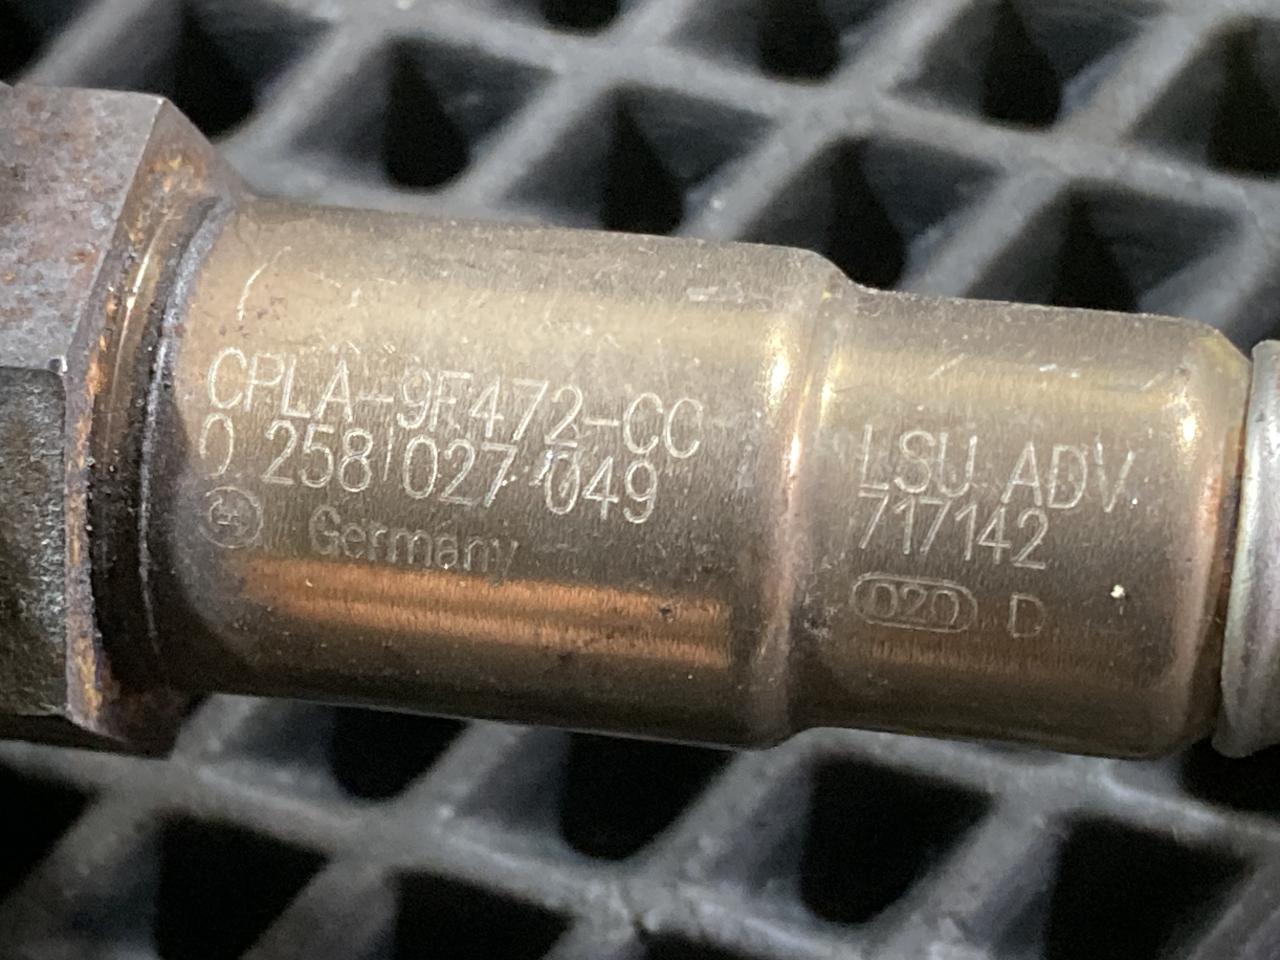 CPLA-9F472-CC
0 258 027 049
Germany
LSU ADV
717142
020 D